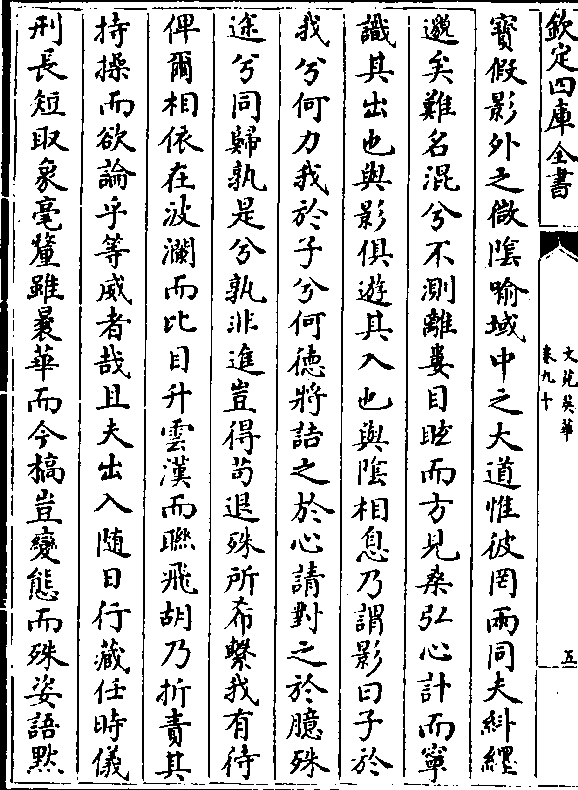 欽定四庫全書
文苑英華
卷九十
五
寳假影外之微隂喻域中之大道惟彼罔兩同夫糾纆
邈矣難名混兮不測離婁目眙而方見桑弘心計而寧
識其出也與影俱遊其入也與隂相息乃謂影曰子於
我兮何力我於子兮何徳將詰之於心請對之於臆殊
途兮同歸孰是兮孰非進豈得苟退殊所希繄我有待
俾爾相依在波瀾而比目升雲漢而聮飛胡乃折責其
持操而欲論乎等威者哉且夫出入随日行藏任時儀
刑長短取象毫釐雖曩華而今槁豈變態而殊姿語黙